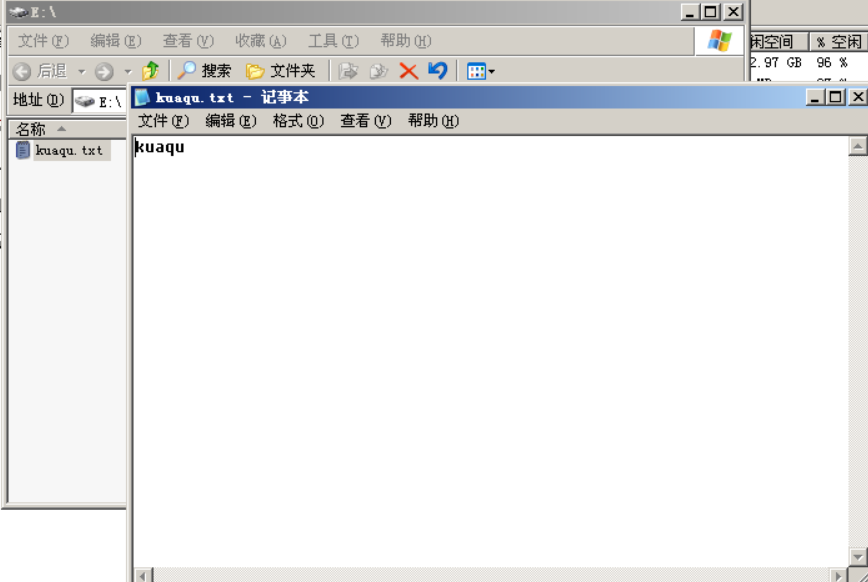 E:\
文件(F) 编辑(E) 查看(V) 收藏(A) 工具(T) 帮助(H)
闲空间 % 空闲
后退 搜索 文件夹
2.97 GB 96 %
地址(D) E:\
kuaqu.txt - 记事本
名称
文件(F) 编辑(E) 格式(O) 查看(V) 帮助(H)
kuaqu.txt
kuaqu